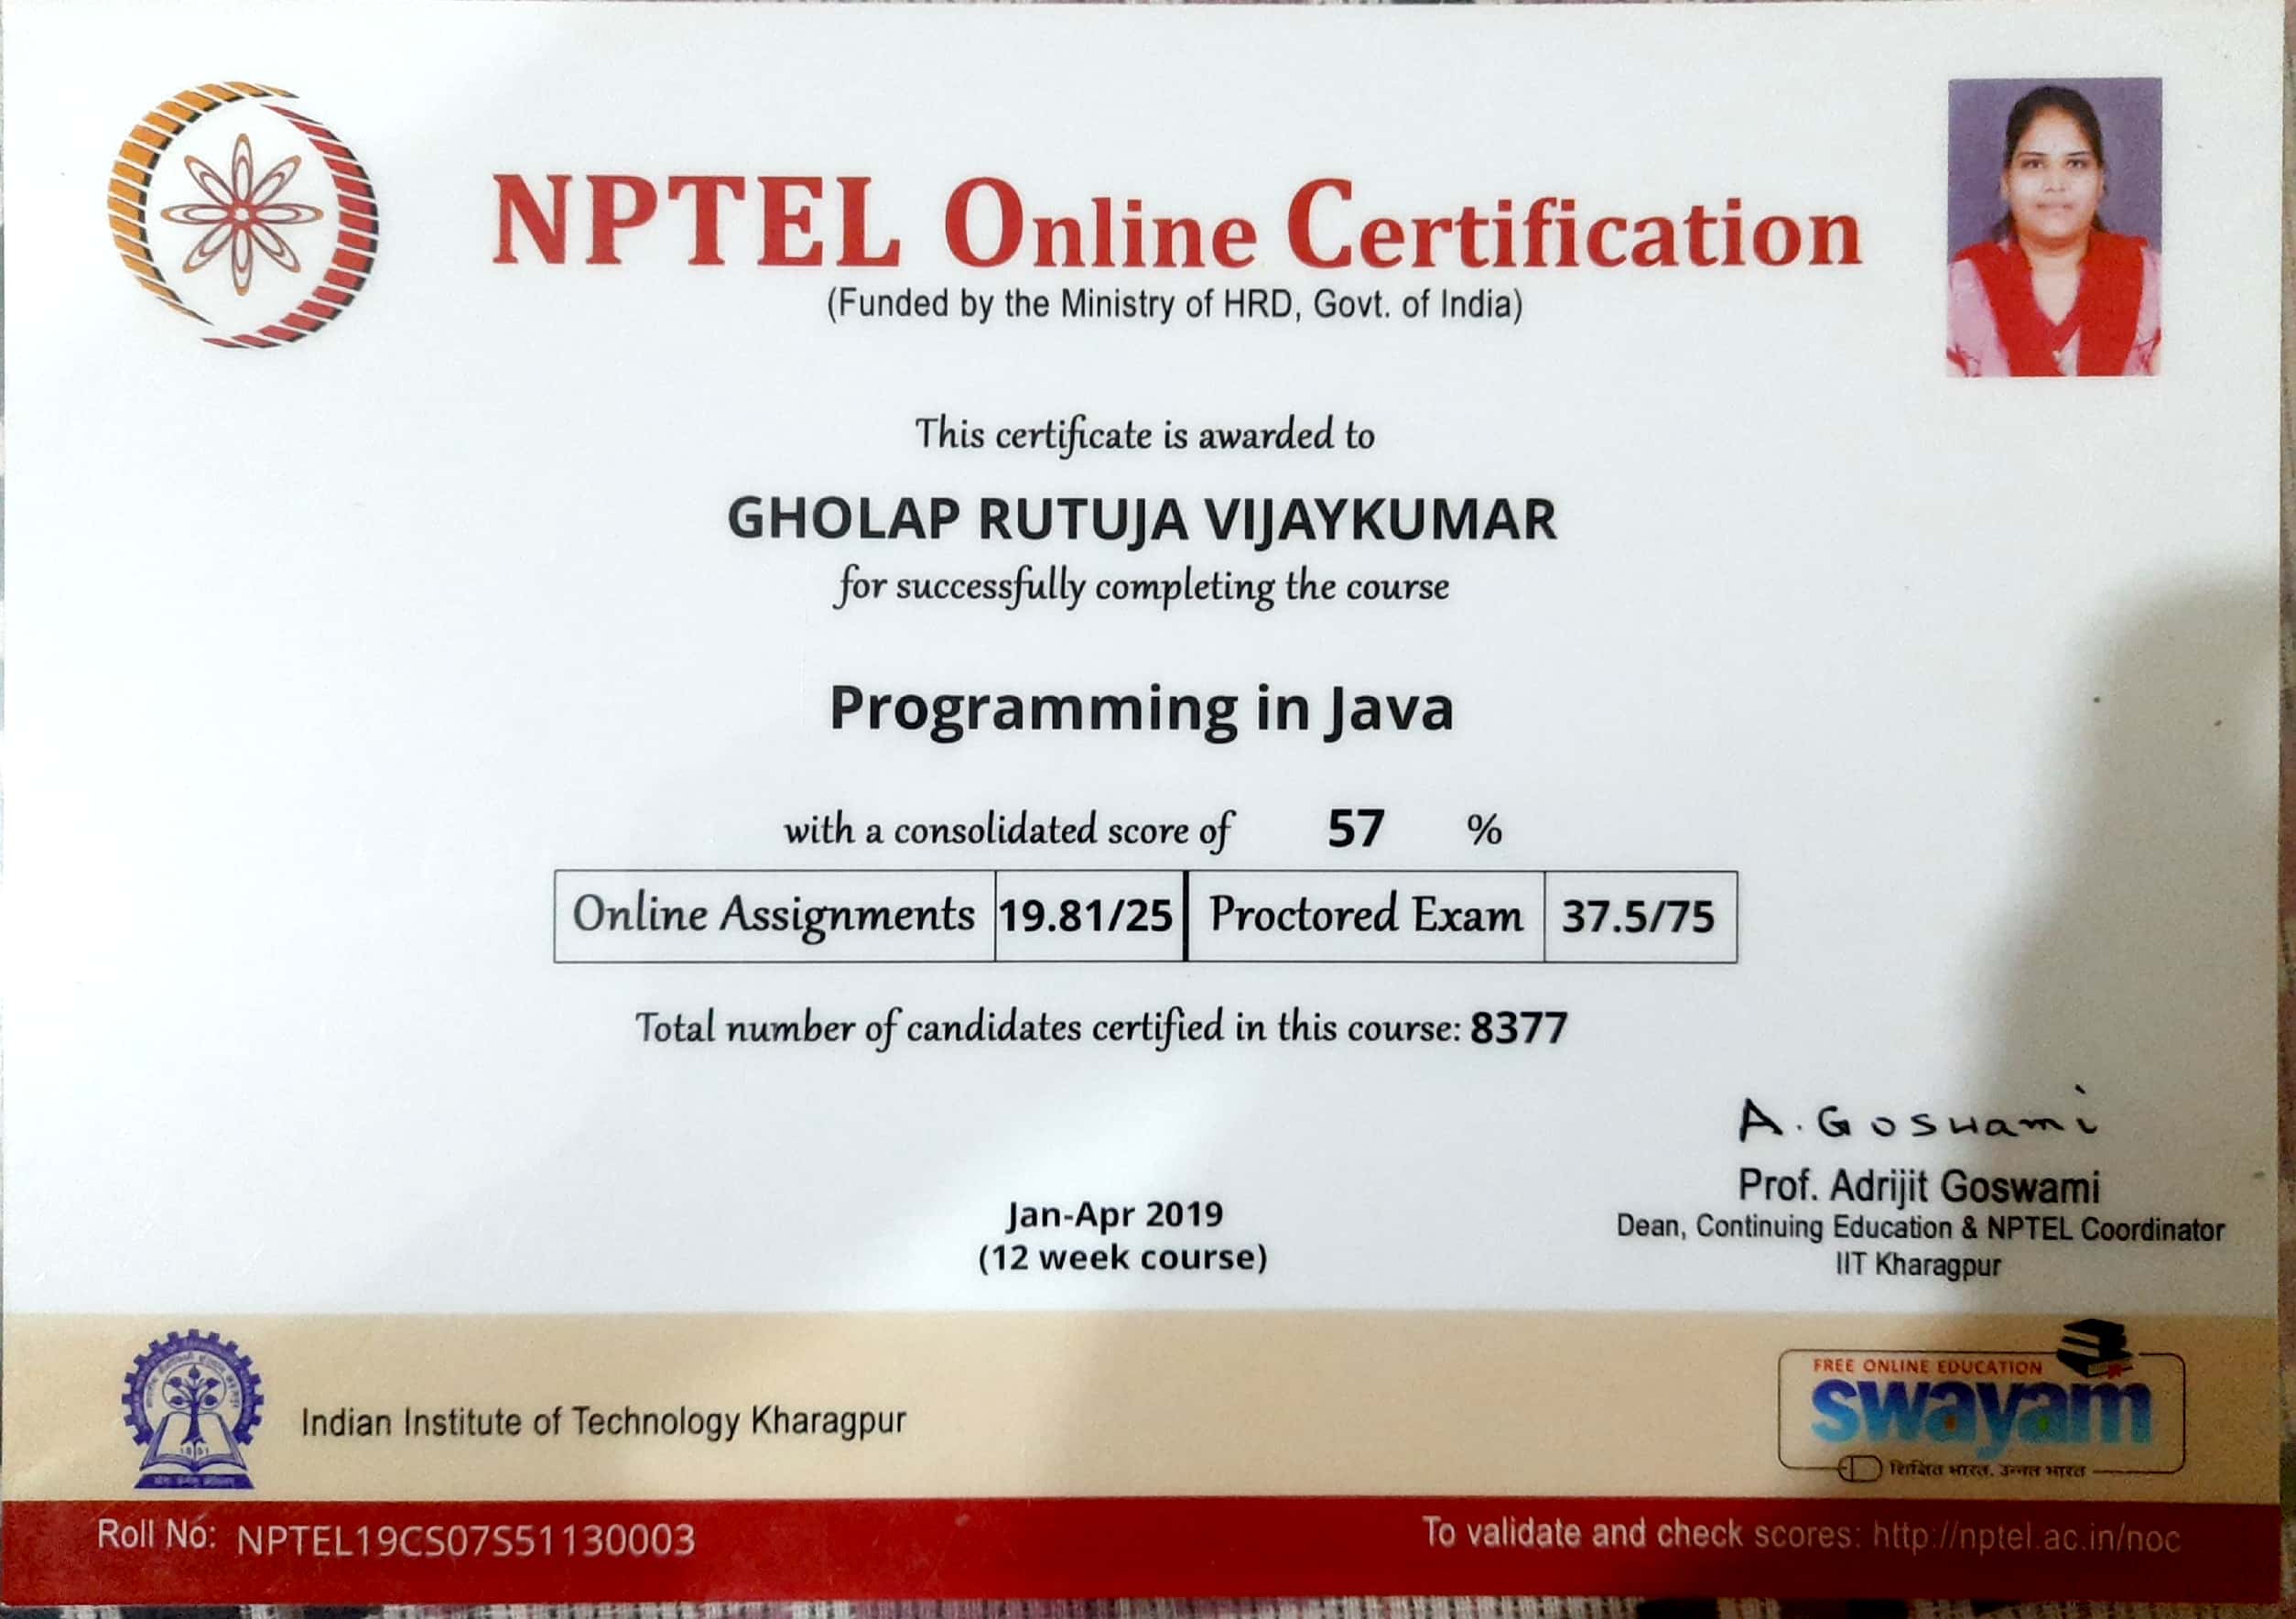 NPTEL Online Certification
(Funded by the Ministry of HRD, Govt. of India)
This certificate is awarded to
GHOLAP RUTUJA VIJAYKUMAR
for successfully completing the course
Programming in Java
with a consolidated score of 57 %
Online Assignments 19.81/25 Proctored Exam 37.5/75
Total number of candidates certified in this course: 8377
A. Goswami
Prof. Adrijit Goswami
Dean, Continuing Education & NPTEL Coordinator
IIT Kharagpur
Jan-Apr 2019
(12 week course)
Indian Institute of Technology Kharagpur
1951
FREE ONLINE EDUCATION
swayam
शिक्षित भारत, उन्नत भारत
Roll No: NPTEL19CS07S51130003
To validate and check scores: http://nptel.ac.in/noc